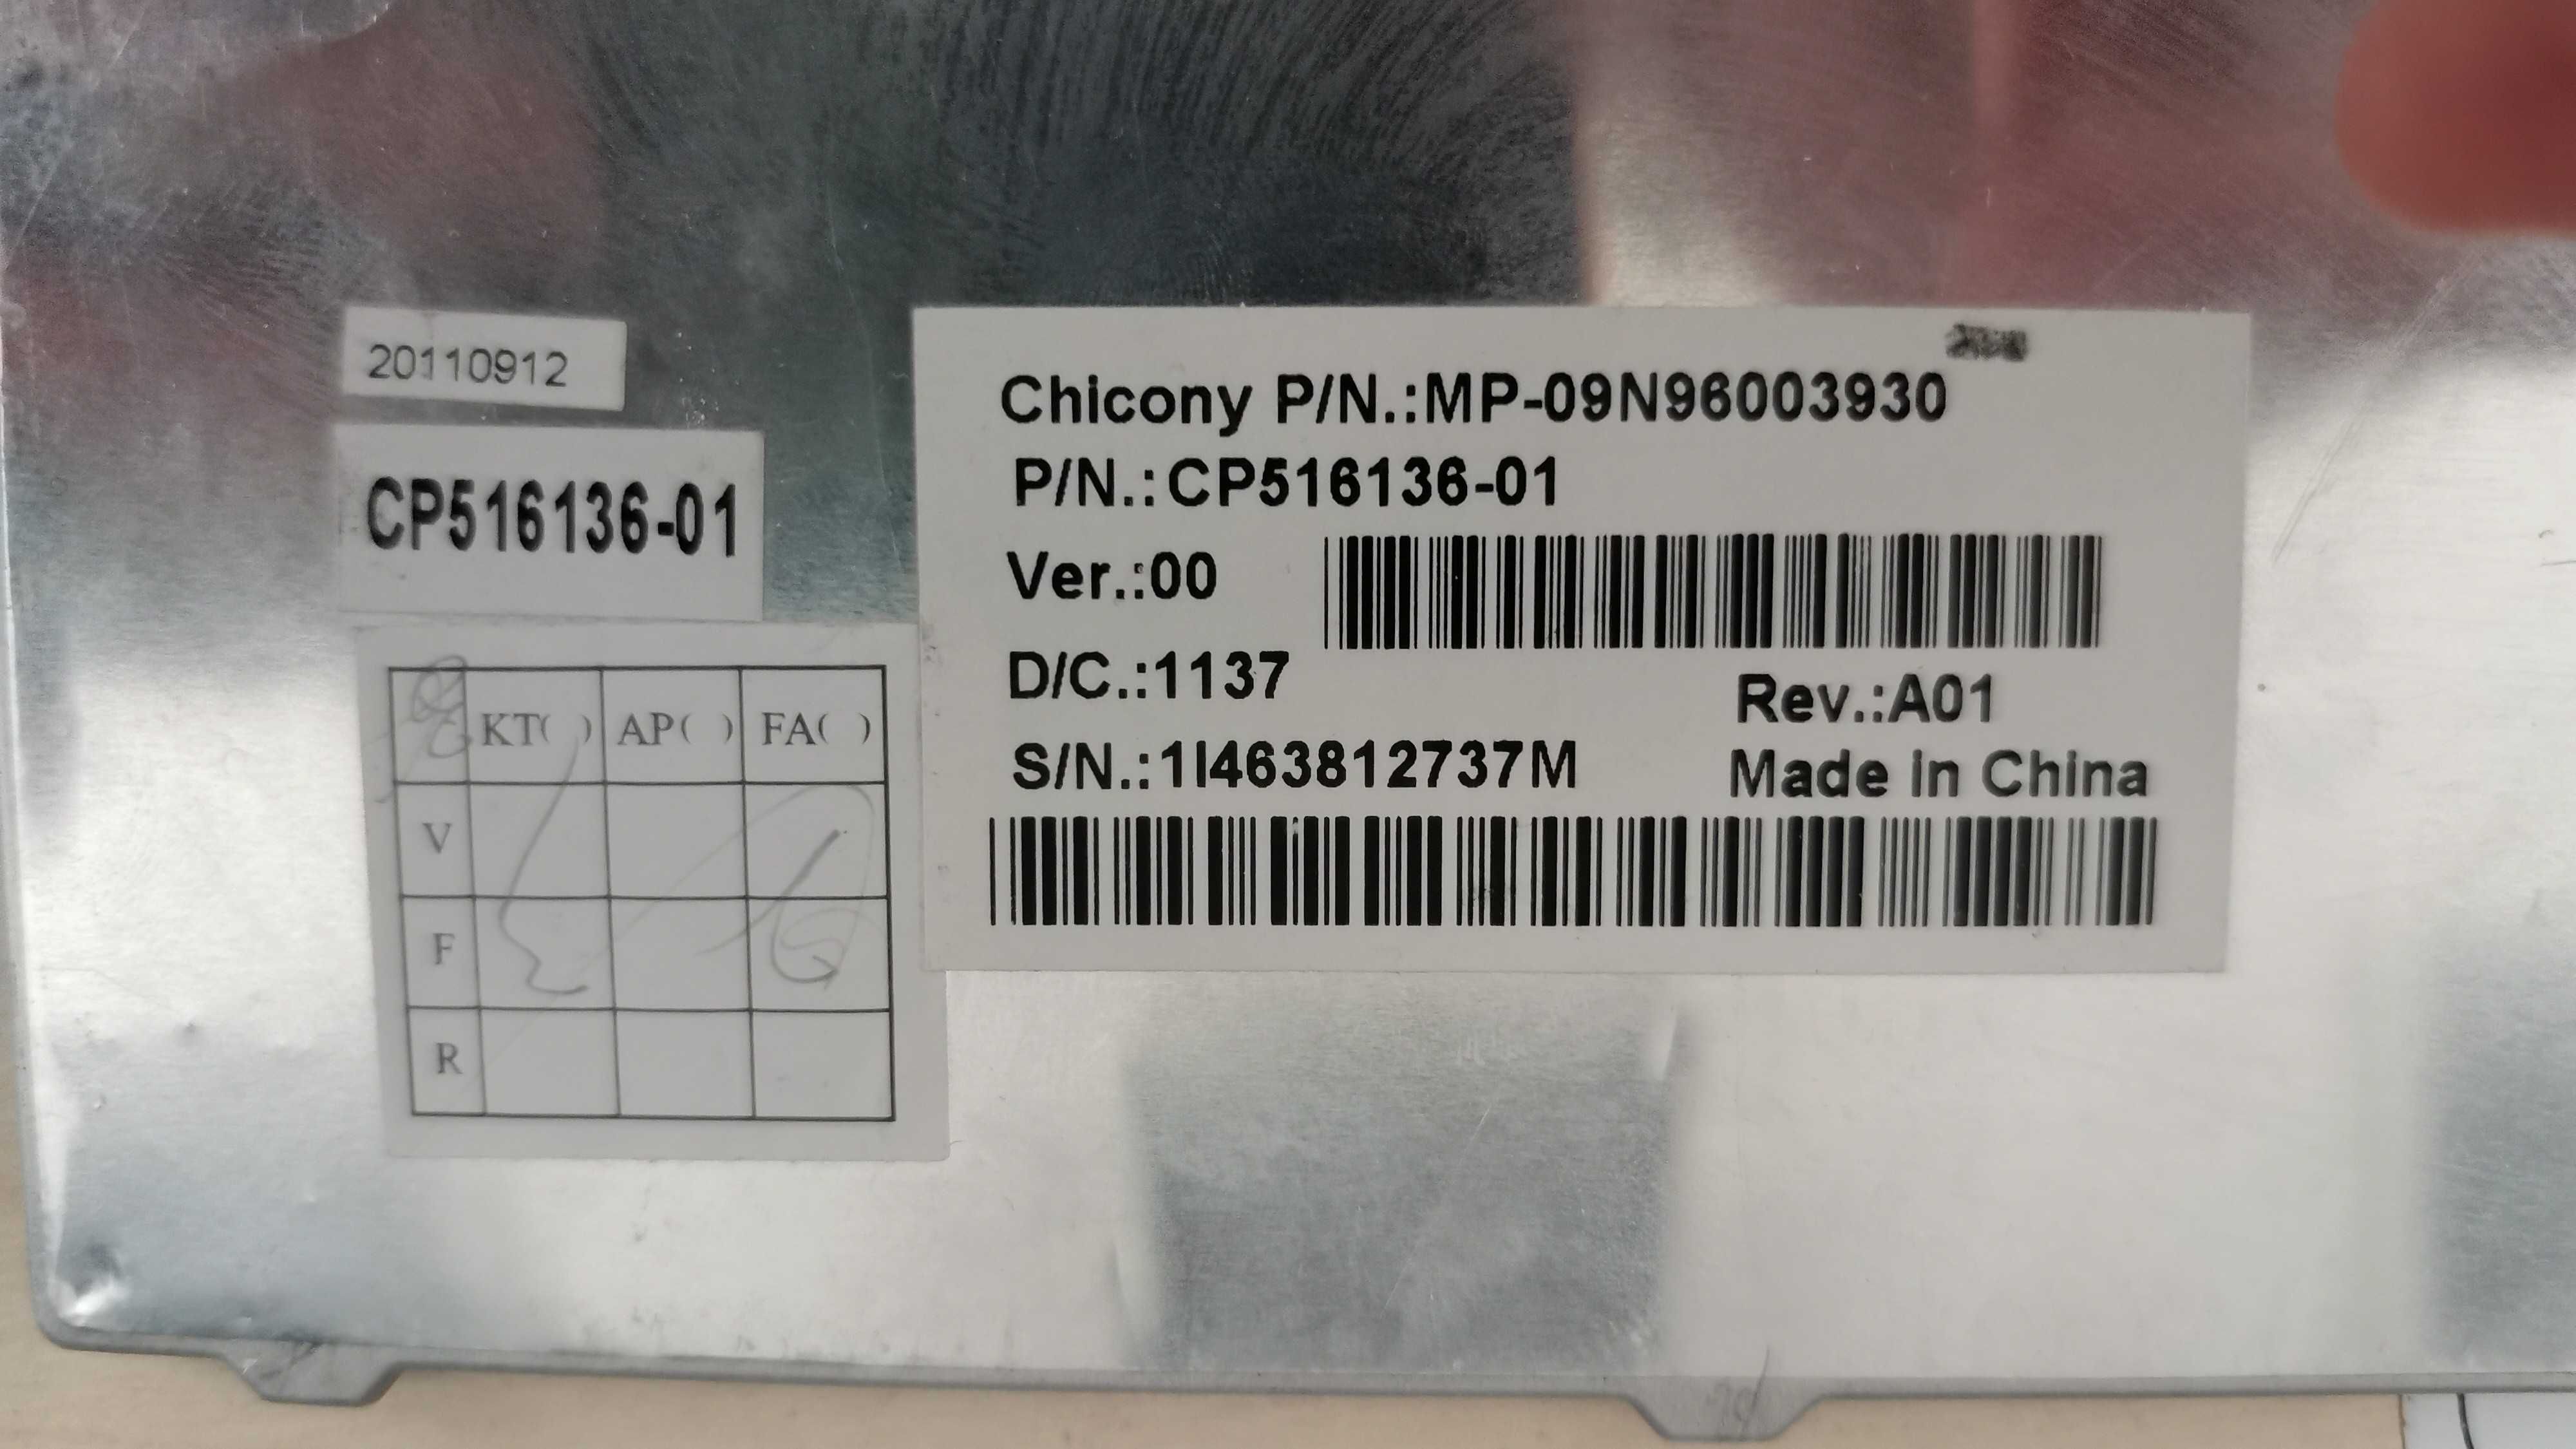 20110912
CP516136-01
KT( ) AP( ) FA( )
V
F
R
Chicony P/N.:MP-09N96003930
P/N.:CP516136-01
Ver.:00
D/C.:1137
Rev.:A01
S/N.:1I463812737M
Made in China